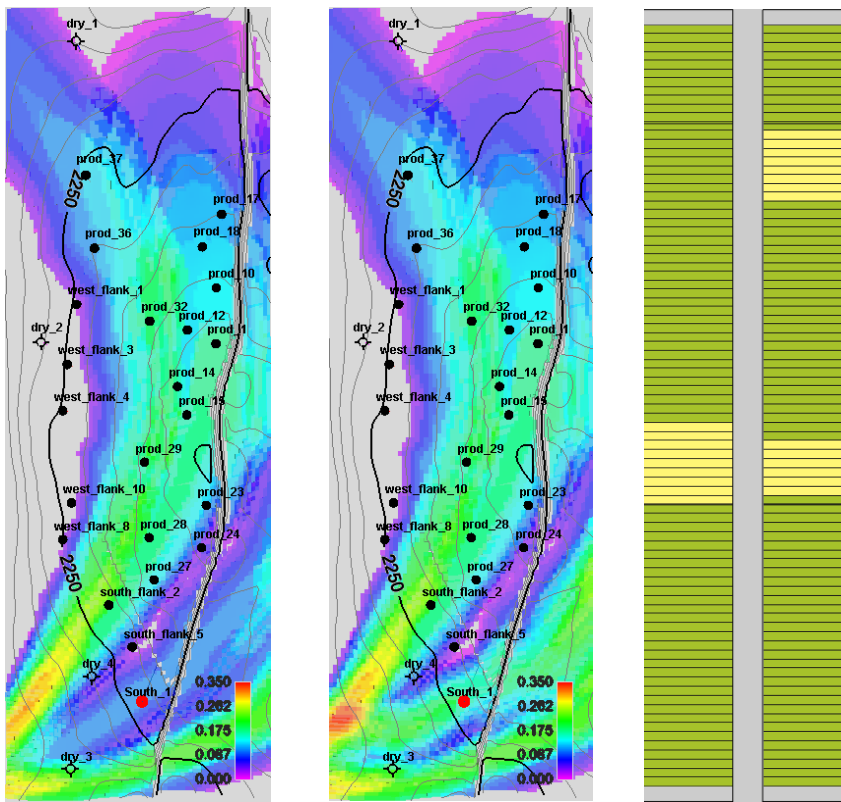 dry_1
prod_37
2250
prod_17
prod_36
prod_18
prod_10
west_flank_1
prod_32
prod_12
dry_2
prod_1
west_flank_3
prod_14
west_flank_4
prod_15
prod_29
west_flank_10
prod_23
west_flank_8
prod_28
prod_24
2250
prod_27
south_flank_2
south_flank_5
dry_4
South_1
0.350
0.262
0.175
0.087
0.000
dry_3
dry_1
prod_37
2250
prod_17
prod_36
prod_18
prod_10
west_flank_1
prod_32
prod_12
dry_2
prod_1
west_flank_3
prod_14
west_flank_4
prod_15
prod_29
west_flank_10
prod_23
west_flank_8
prod_28
prod_24
2250
prod_27
south_flank_2
south_flank_5
dry_4
South_1
0.350
0.262
0.175
0.087
0.000
dry_3